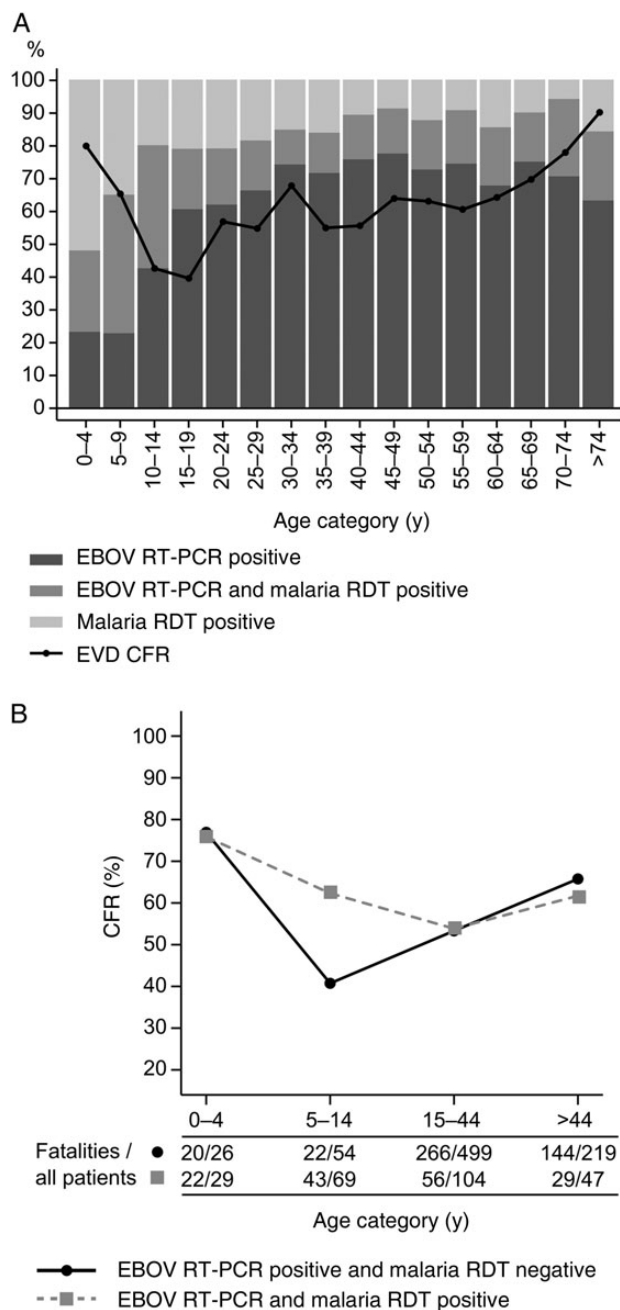 A
%
100
90
80
70
60
50
40
30
20
10
0
0–4
5–9
10–14
15–19
20–24
25–29
30–34
35–39
40–44
45–49
50–54
55–59
60–64
65–69
70–74
>74
Age category (y)
EBOV RT-PCR positive
EBOV RT-PCR and malaria RDT positive
Malaria RDT positive
EVD CFR
B
CFR (%)
100
90
80
70
60
50
40
30
20
0–4 5–14 15–44 >44
Fatalities / 20/26 22/54 266/499 144/219
all patients 22/29 43/69 56/104 29/47
Age category (y)
EBOV RT-PCR positive and malaria RDT negative
EBOV RT-PCR and malaria RDT positive